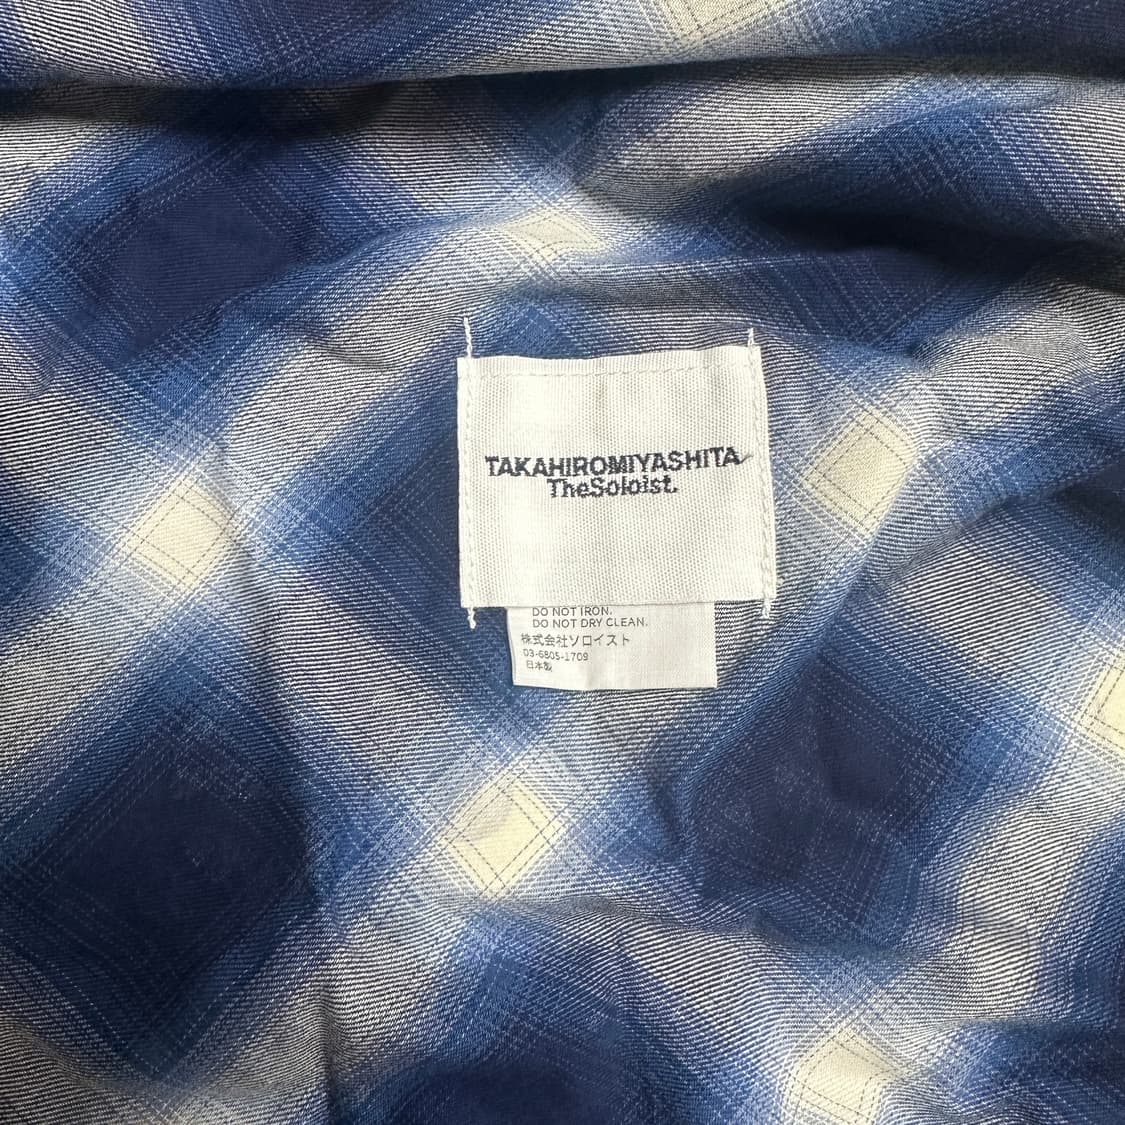 TAKAHIROMIYASHITA
TheSoloist.
DO NOT IRON.
DO NOT DRY CLEAN.
株式会社ソロイスト
03-6805-1709
日本製